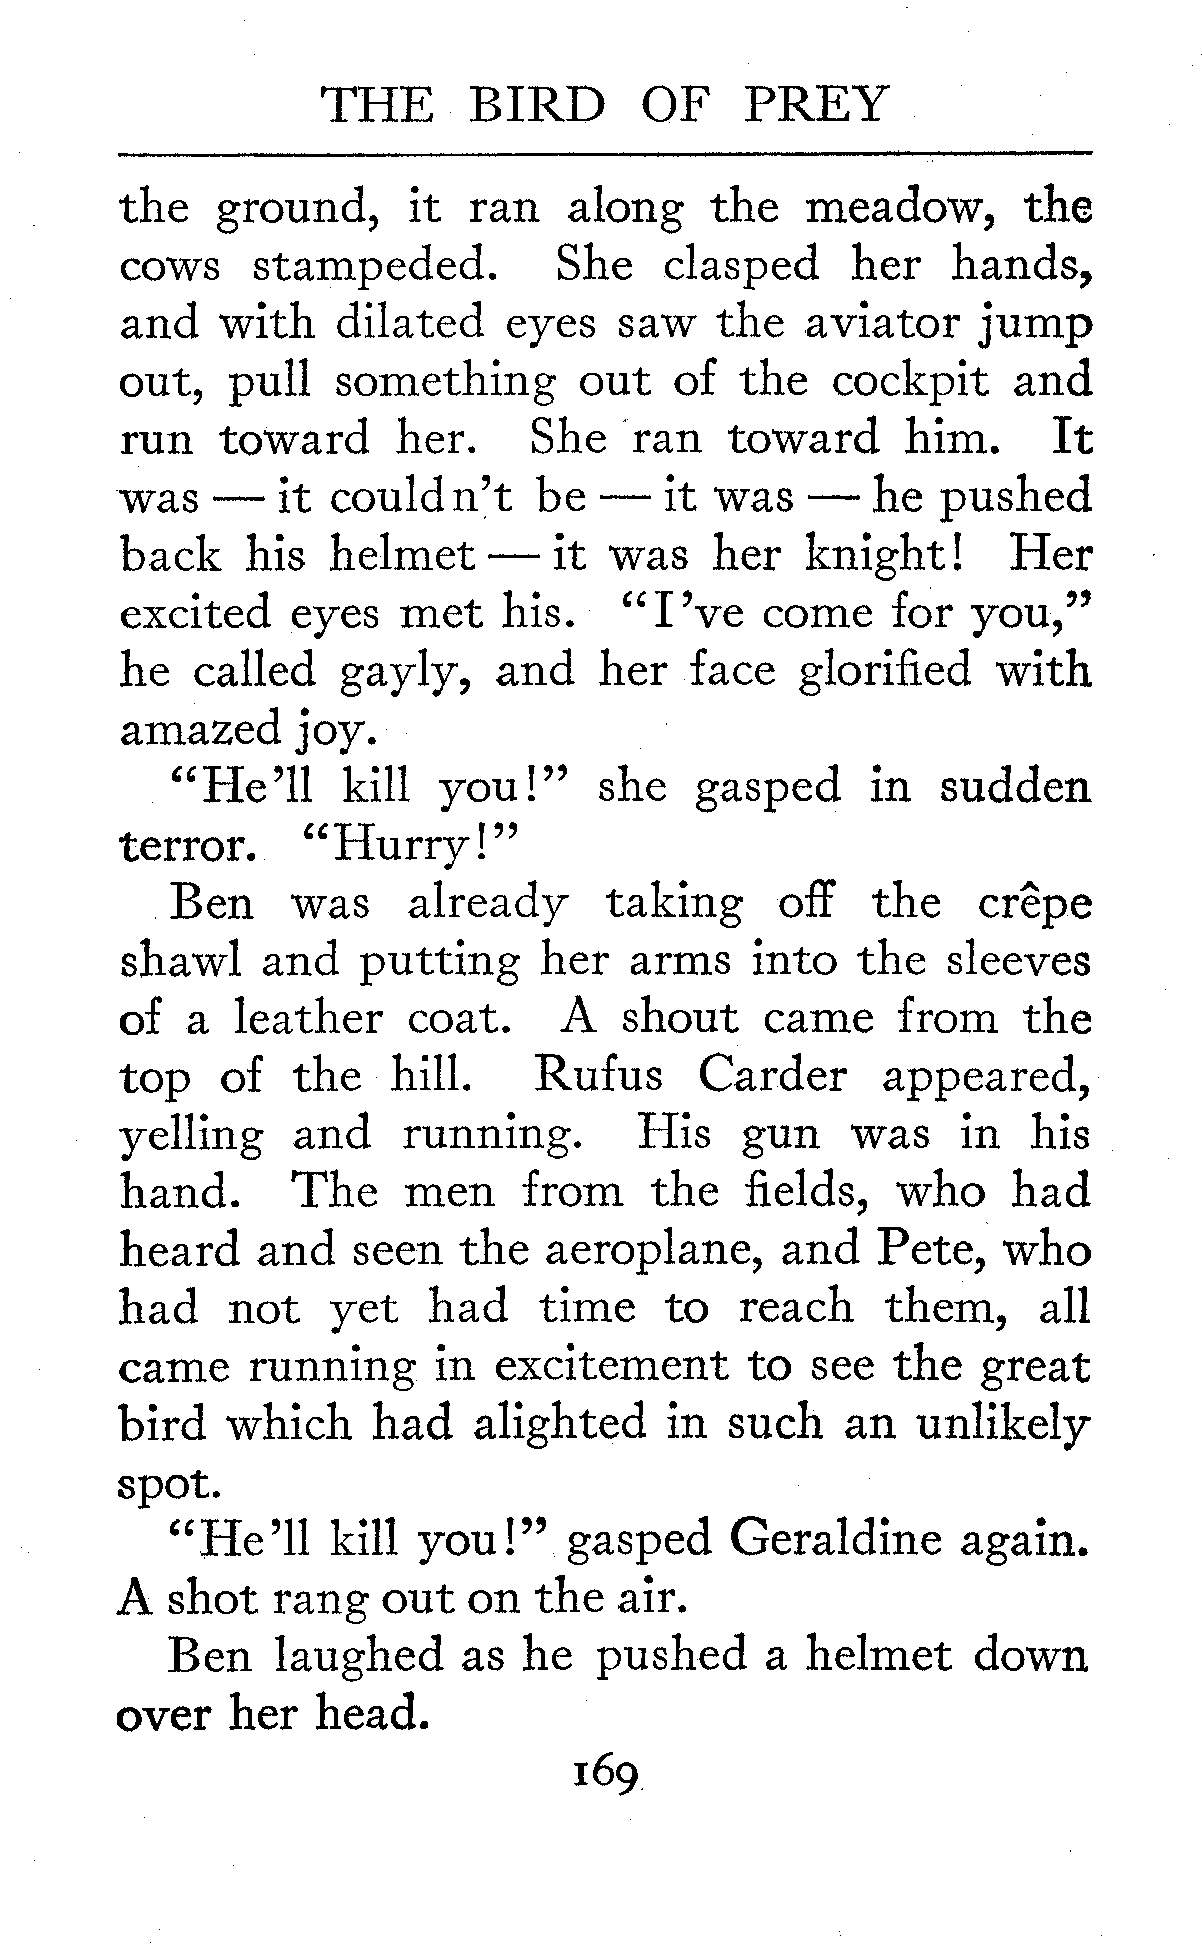 THE BIRD OF PREY
the ground, it ran along the meadow, the
cows stampeded. She clasped her hands,
and with dilated eyes saw the aviator jump
out, pull something out of the cockpit and
run toward her. She ran toward him. It
was — it couldn't be — it was — he pushed
back his helmet — it was her knight! Her
excited eyes met his. "I've come for you,"
he called gayly, and her face glorified with
amazed joy.
"He'll kill you!" she gasped in sudden
terror. "Hurry!"
Ben was already taking off the crêpe
shawl and putting her arms into the sleeves
of a leather coat. A shout came from the
top of the hill. Rufus Carder appeared,
yelling and running. His gun was in his
hand. The men from the fields, who had
heard and seen the aeroplane, and Pete, who
had not yet had time to reach them, all
came running in excitement to see the great
bird which had alighted in such an unlikely
spot.
"He'll kill you!" gasped Geraldine again.
A shot rang out on the air.
Ben laughed as he pushed a helmet down
over her head.
169